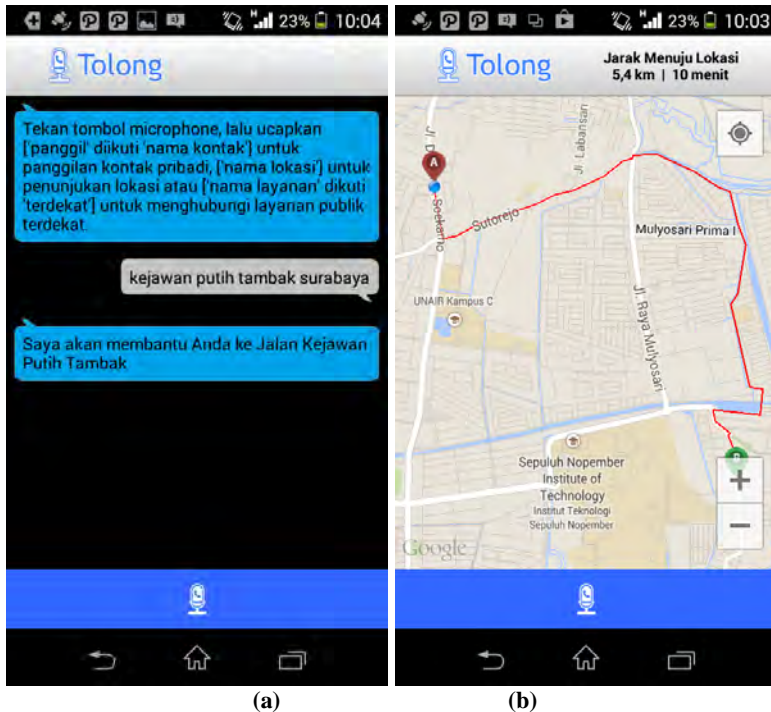 23% 10:04
Tolong
Tekan tombol microphone, lalu ucapkan
['panggil' diikuti 'nama kontak'] untuk
panggilan kontak pribadi, ['nama lokasi'] untuk
penunjukan lokasi atau ['nama layanan' dikuti
'terdekat'] untuk menghubungi layanan publik
terdekat.
kejawan putih tambak surabaya
Saya akan membantu Anda ke Jalan Kejawan
Putih Tambak
(a)
23% 10:03
Tolong
Jarak Menuju Lokasi
5,4 km | 10 menit
A
Jl.
Soekarno
Jl. Labansari
Sutorejo
Mulyosari Prima I
UNAIR Kampus C
Jl. Raya Mulyosari
Sepuluh Nopember
Institute of
Technology
Institut Teknologi
Sepuluh Nopember
B
+
−
Google
(b)